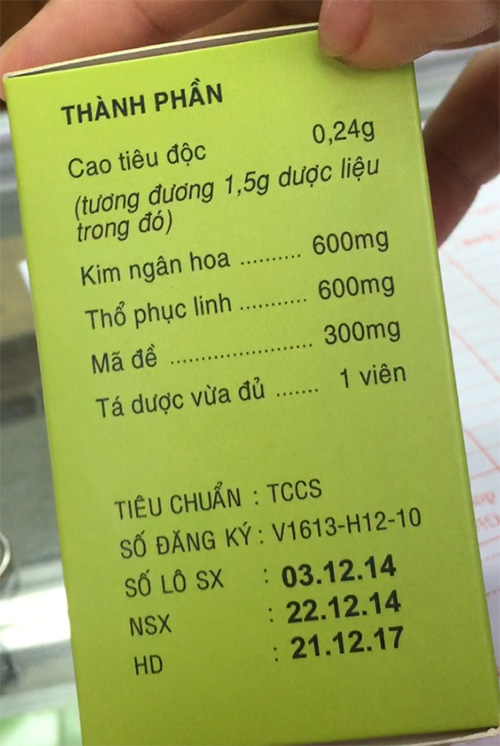 THÀNH PHẦN
Cao tiêu độc 0,24g
(tương đương 1,5g dược liệu
trong đó)
Kim ngân hoa .......... 600mg
Thổ phục linh ........... 600mg
Mã đề ....................... 300mg
Tá dược vừa đủ ....... 1 viên
TIÊU CHUẨN : TCCS
SỐ ĐĂNG KÝ : V1613-H12-10
SỐ LÔ SX : 03.12.14
NSX : 22.12.14
HD : 21.12.17